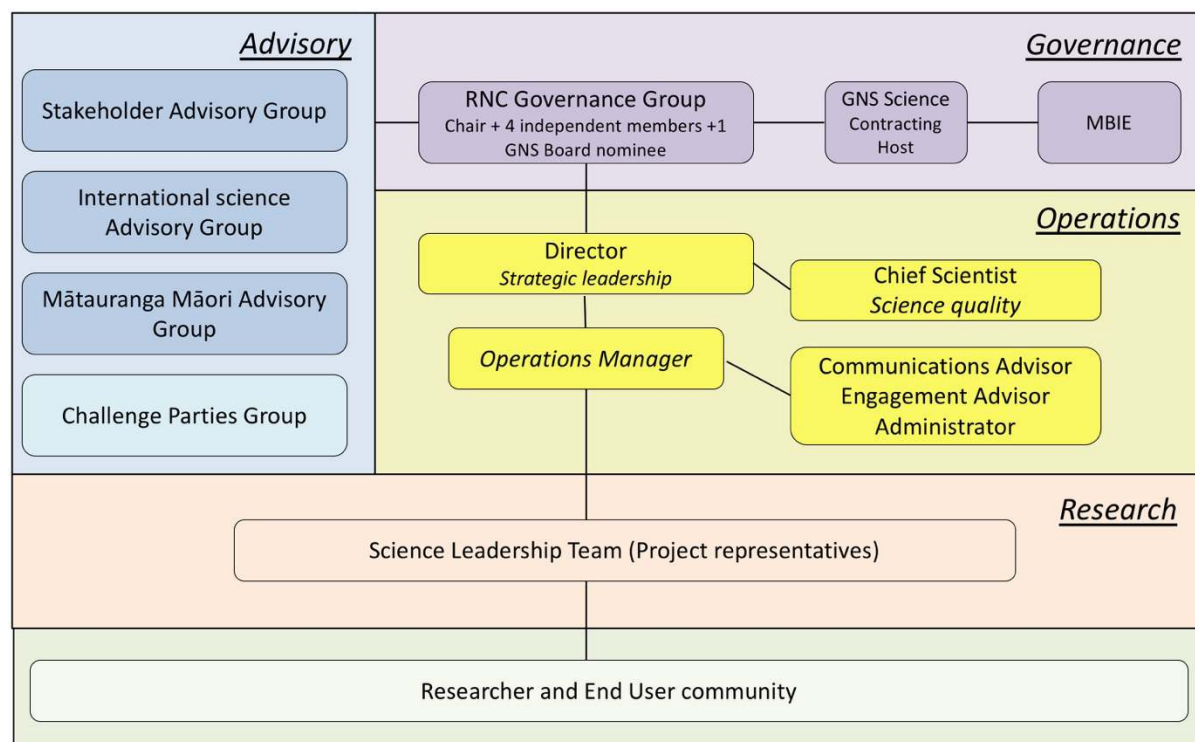 Advisory
Stakeholder Advisory Group
International science
Advisory Group
Mātauranga Māori Advisory
Group
Challenge Parties Group
Governance
RNC Governance Group
Chair + 4 independent members +1
GNS Board nominee
GNS Science
Contracting
Host
MBIE
Operations
Director
Strategic leadership
Chief Scientist
Science quality
Operations Manager
Communications Advisor
Engagement Advisor
Administrator
Research
Science Leadership Team (Project representatives)
Researcher and End User community